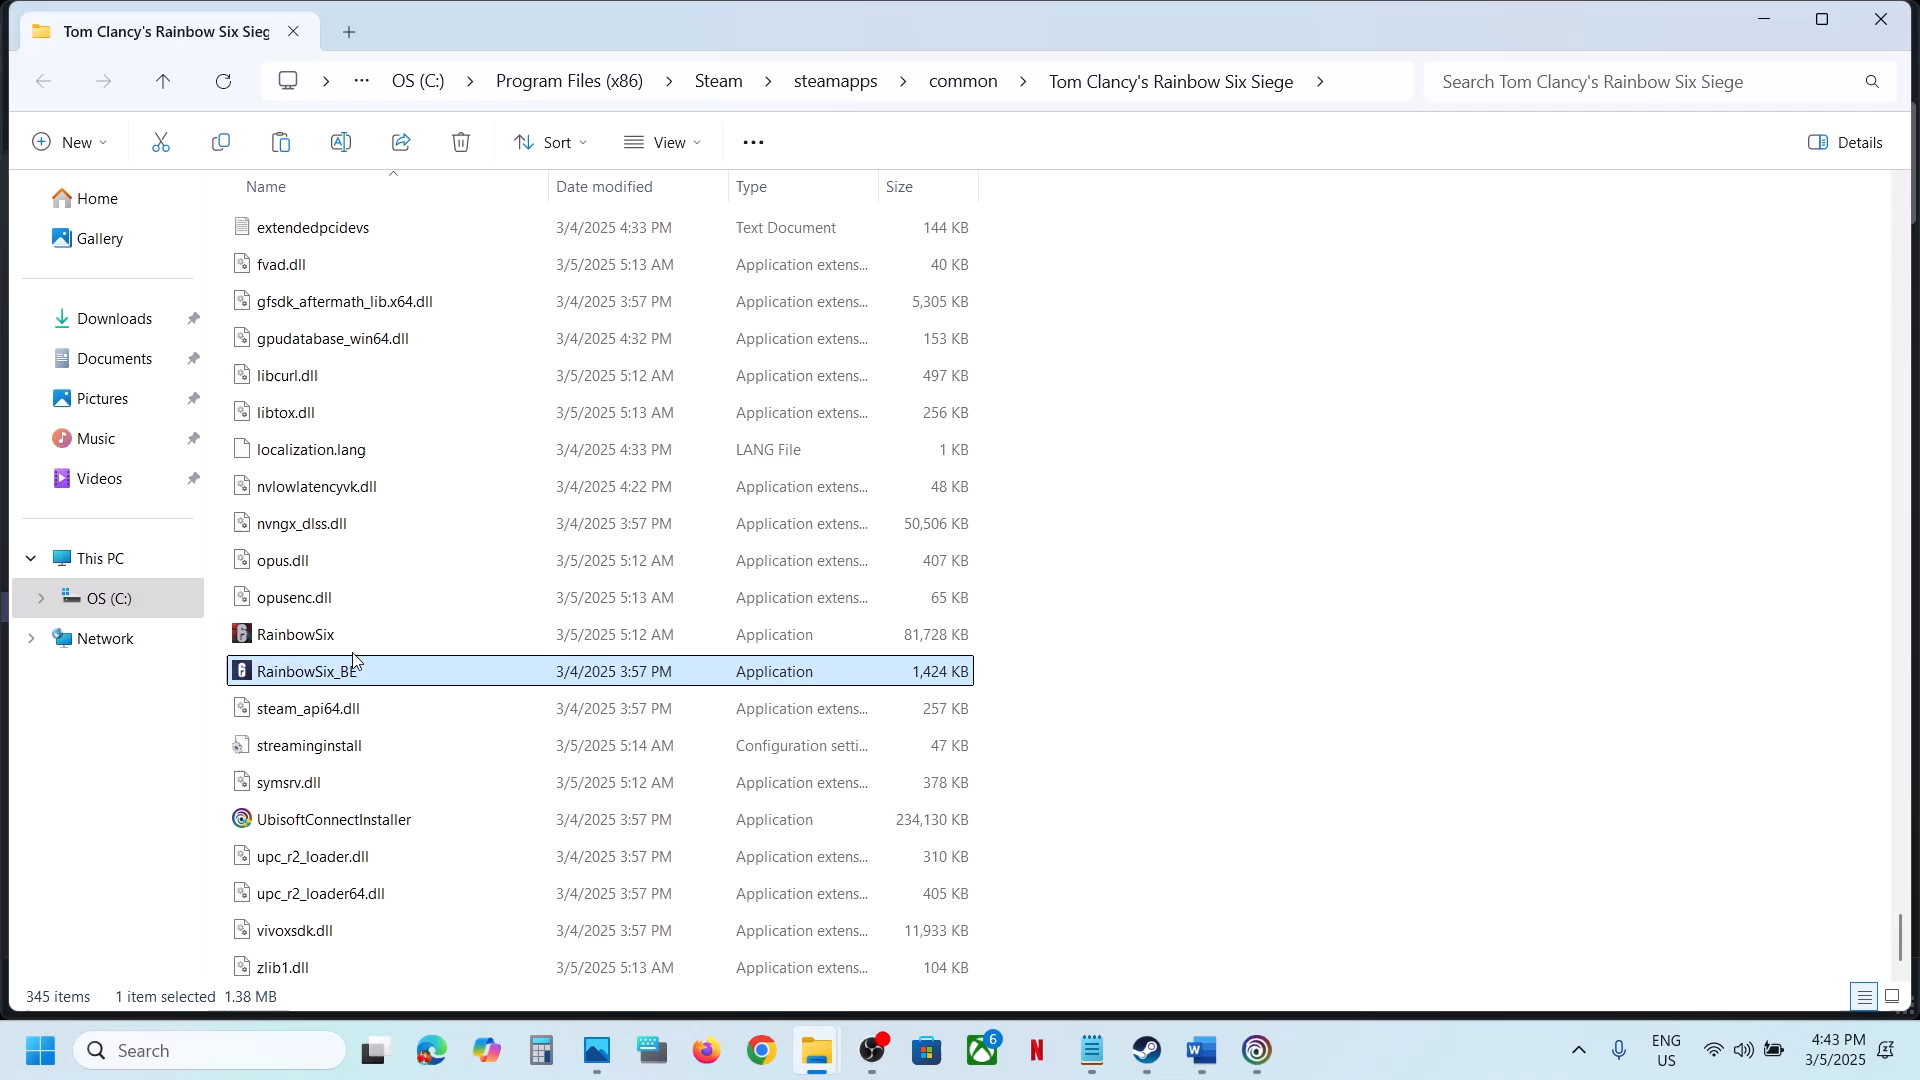 Tom Clancy's Rainbow Six Sieg
OS (C:) Program Files (x86) Steam steamapps common Tom Clancy's Rainbow Six Siege
Search Tom Clancy's Rainbow Six Siege
New Sort View ••• Details
Name Date modified Type Size
Home
Gallery
Downloads
Documents
Pictures
Music
Videos
This PC
OS (C:)
Network
extendedpcidevs 3/4/2025 4:33 PM Text Document 144 KB
fvad.dll 3/5/2025 5:13 AM Application extens... 40 KB
gfsdk_aftermath_lib.x64.dll 3/4/2025 3:57 PM Application extens... 5,305 KB
gpudatabase_win64.dll 3/4/2025 4:32 PM Application extens... 153 KB
libcurl.dll 3/5/2025 5:12 AM Application extens... 497 KB
libtox.dll 3/5/2025 5:13 AM Application extens... 256 KB
localization.lang 3/4/2025 4:33 PM LANG File 1 KB
nvlowlatencyvk.dll 3/4/2025 4:22 PM Application extens... 48 KB
nvngx_dlss.dll 3/4/2025 3:57 PM Application extens... 50,506 KB
opus.dll 3/5/2025 5:12 AM Application extens... 407 KB
opusenc.dll 3/5/2025 5:13 AM Application extens... 65 KB
RainbowSix 3/5/2025 5:12 AM Application 81,728 KB
RainbowSix_BE 3/4/2025 3:57 PM Application 1,424 KB
steam_api64.dll 3/4/2025 3:57 PM Application extens... 257 KB
streaminginstall 3/5/2025 5:14 AM Configuration setti... 47 KB
symsrv.dll 3/5/2025 5:12 AM Application extens... 378 KB
UbisoftConnectInstaller 3/4/2025 3:57 PM Application 234,130 KB
upc_r2_loader.dll 3/4/2025 3:57 PM Application extens... 310 KB
upc_r2_loader64.dll 3/4/2025 3:57 PM Application extens... 405 KB
vivoxsdk.dll 3/4/2025 3:57 PM Application extens... 11,933 KB
zlib1.dll 3/5/2025 5:13 AM Application extens... 104 KB
345 items 1 item selected 1.38 MB
Search
6
N
ENG
US
4:43 PM
3/5/2025